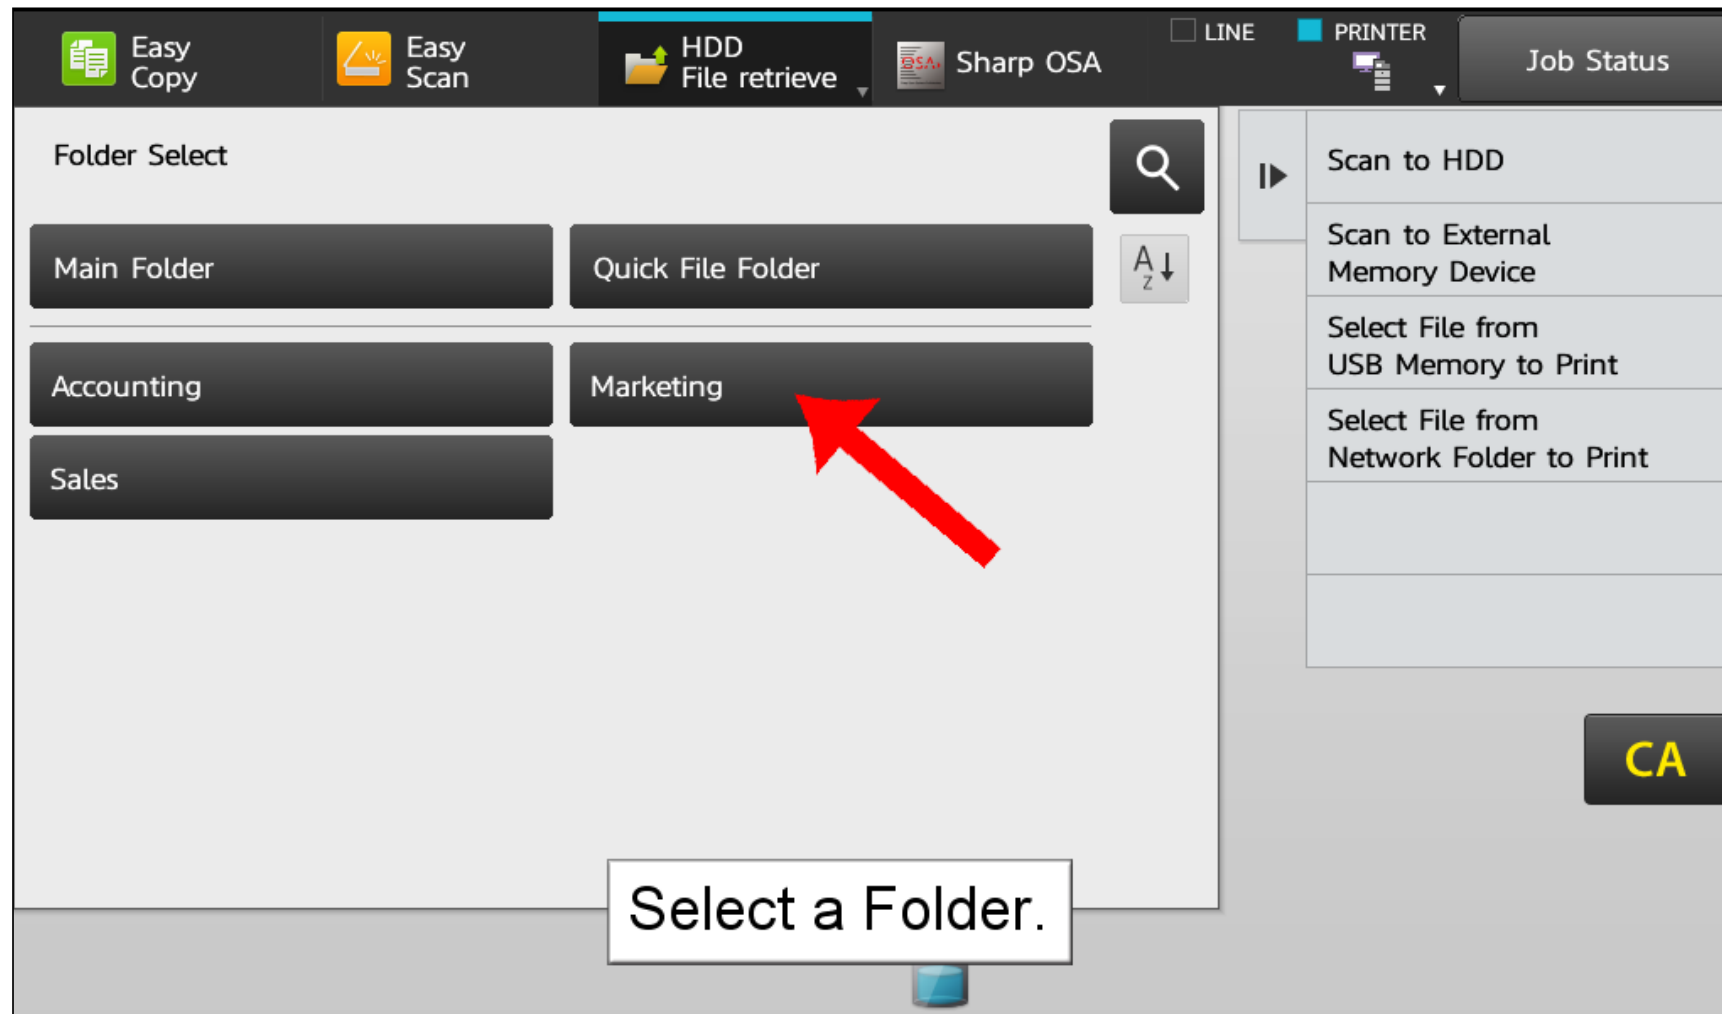 Easy
Copy
Easy
Scan
HDD
File retrieve
OSA
Sharp OSA
LINE
PRINTER
Job Status
Folder Select
Main Folder
Quick File Folder
A
Z
Accounting
Marketing
Sales
Scan to HDD
Scan to External
Memory Device
Select File from
USB Memory to Print
Select File from
Network Folder to Print
CA
Select a Folder.